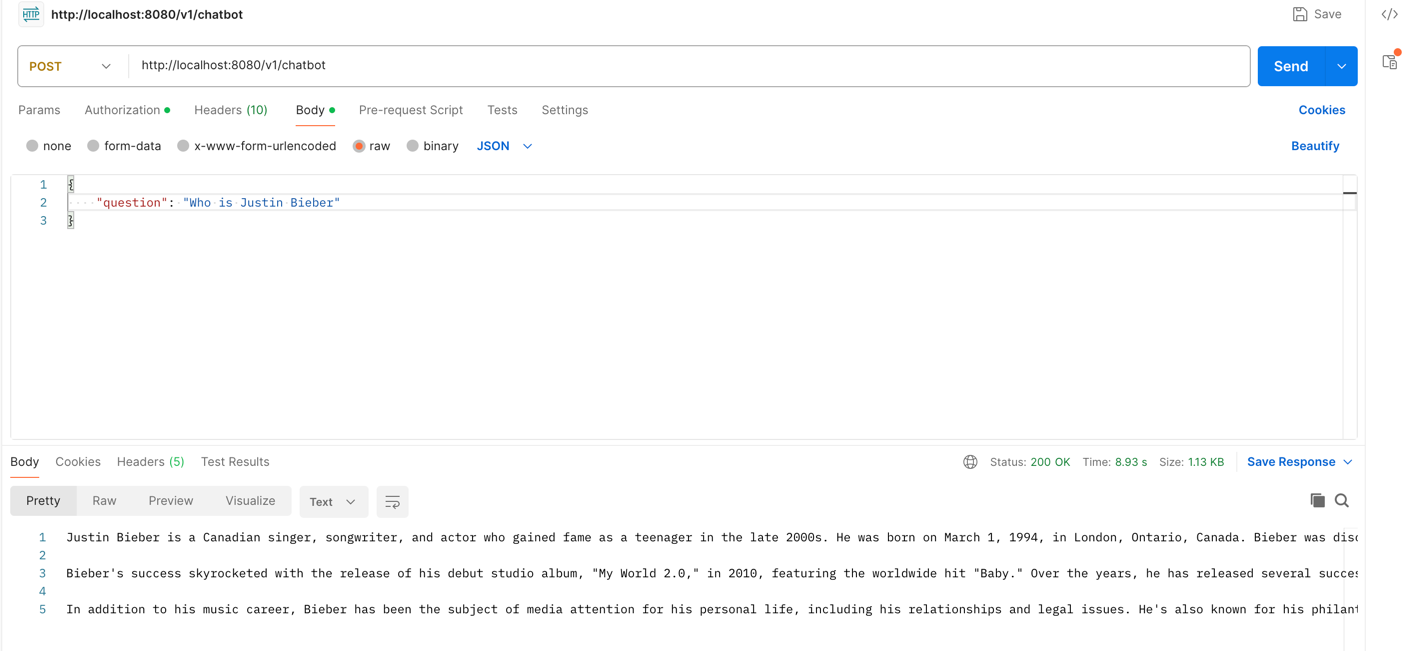 HTTP http://localhost:8080/v1/chatbot Save </>
POST http://localhost:8080/v1/chatbot Send
Params Authorization Headers (10) Body Pre-request Script Tests Settings Cookies
none form-data x-www-form-urlencoded raw binary JSON Beautify
1 {
2 "question": "Who is Justin Bieber"
3 }
Body Cookies Headers (5) Test Results Status: 200 OK Time: 8.93 s Size: 1.13 KB Save Response
Pretty Raw Preview Visualize Text
1 Justin Bieber is a Canadian singer, songwriter, and actor who gained fame as a teenager in the late 2000s. He was born on March 1, 1994, in London, Ontario, Canada. Bieber was disc
2
3 Bieber's success skyrocketed with the release of his debut studio album, "My World 2.0," in 2010, featuring the worldwide hit "Baby." Over the years, he has released several succes
4
5 In addition to his music career, Bieber has been the subject of media attention for his personal life, including his relationships and legal issues. He's also known for his philant